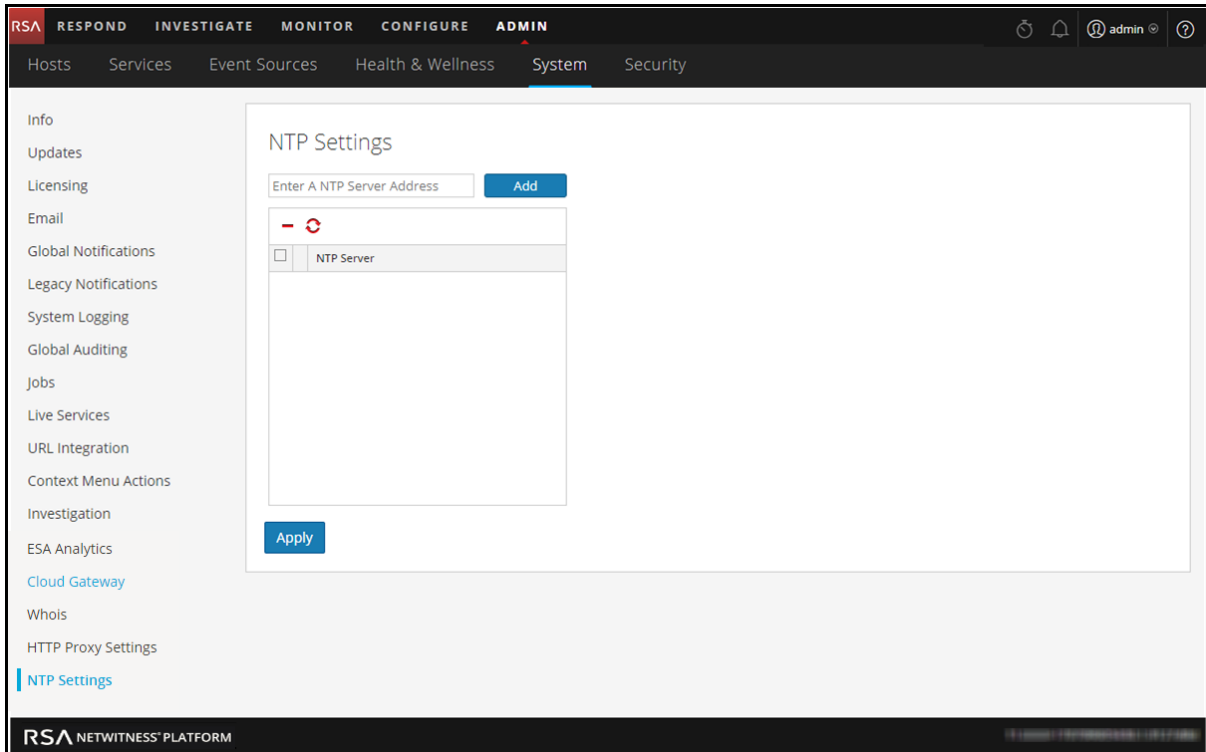 RSA RESPOND INVESTIGATE MONITOR CONFIGURE ADMIN admin
Hosts Services Event Sources Health & Wellness System Security
Info
Updates
Licensing
Email
Global Notifications
Legacy Notifications
System Logging
Global Auditing
Jobs
Live Services
URL Integration
Context Menu Actions
Investigation
ESA Analytics
Cloud Gateway
Whois
HTTP Proxy Settings
NTP Settings
NTP Settings
Enter A NTP Server Address Add
NTP Server
Apply
RSA NETWITNESS® PLATFORM